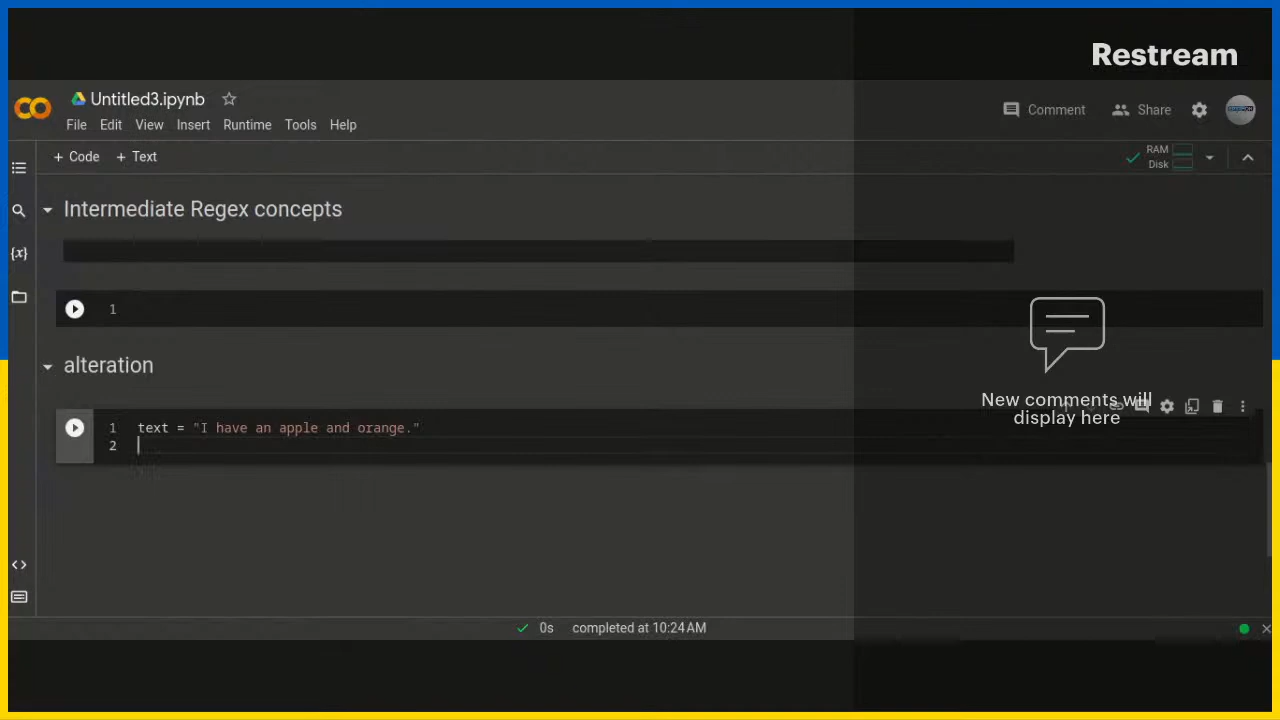 Restream
Untitled3.ipynb
Comment
Share
File Edit View Insert Runtime Tools Help
+ Code + Text
RAM
Disk
Intermediate Regex concepts
{x}
1
alteration
New comments will
display here
1 text = "I have an apple and orange."
2
0s completed at 10:24 AM